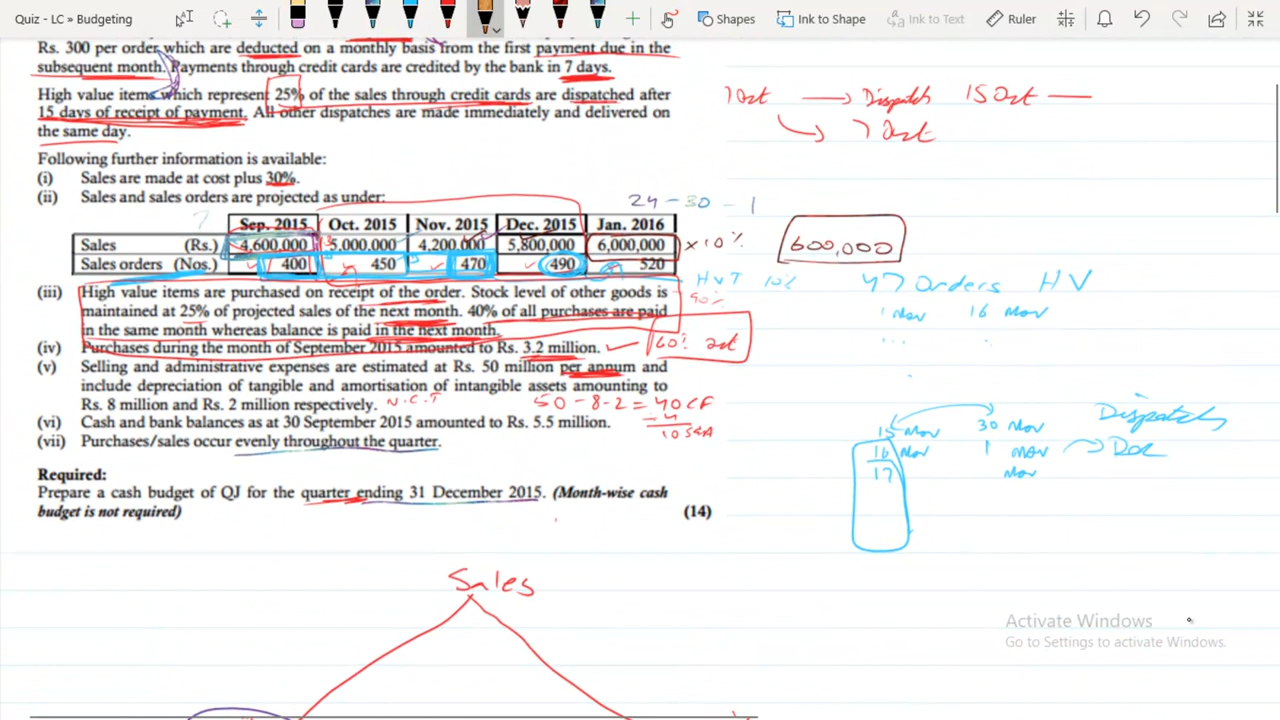 Quiz - LC » Budgeting
Shapes
Ink to Shape
Ink to Text
Ruler
Rs. 300 per order which are deducted on a monthly basis from the first payment due in the
subsequent month. Payments through credit cards are credited by the bank in 7 days.
High value items which represent 25% of the sales through credit cards are dispatched after
15 days of receipt of payment. All other dispatches are made immediately and delivered on
the same day.
Oct → Dispatch 15 Oct —
7 Oct
Following further information is available:
(i) Sales are made at cost plus 30%.
(ii) Sales and sales orders are projected as under:
24 - 30 - 1
Sep. 2015 Oct. 2015 Nov. 2015 Dec. 2015 Jan. 2016
Sales (Rs.) 4,600,000 5,000,000 4,200,000 5,800,000 6,000,000 ×10% 600,000
Sales orders (Nos.) 400 450 470 490 520
HVI 10% 47 Orders HV
90%
1 Nov 16 Nov
(iii) High value items are purchased on receipt of the order. Stock level of other goods is
maintained at 25% of projected sales of the next month. 40% of all purchases are paid
in the same month whereas balance is paid in the next month.
(iv) Purchases during the month of September 2015 amounted to Rs. 3.2 million. 60% Oct
(v) Selling and administrative expenses are estimated at Rs. 50 million per annum and
include depreciation of tangible and amortisation of intangible assets amounting to
Rs. 8 million and Rs. 2 million respectively. N.C.I 50 - 8 - 2 = 40 CF
÷ 4
10
(vi) Cash and bank balances as at 30 September 2015 amounted to Rs. 5.5 million.
(vii) Purchases/sales occur evenly throughout the quarter.
Dispatch
15 Nov 30 Nov
16 Nov 1 Nov → Dec
17 Nov
Required:
Prepare a cash budget of QJ for the quarter ending 31 December 2015. (Month-wise cash
budget is not required) (14)
Sales
Activate Windows
Go to Settings to activate Windows.